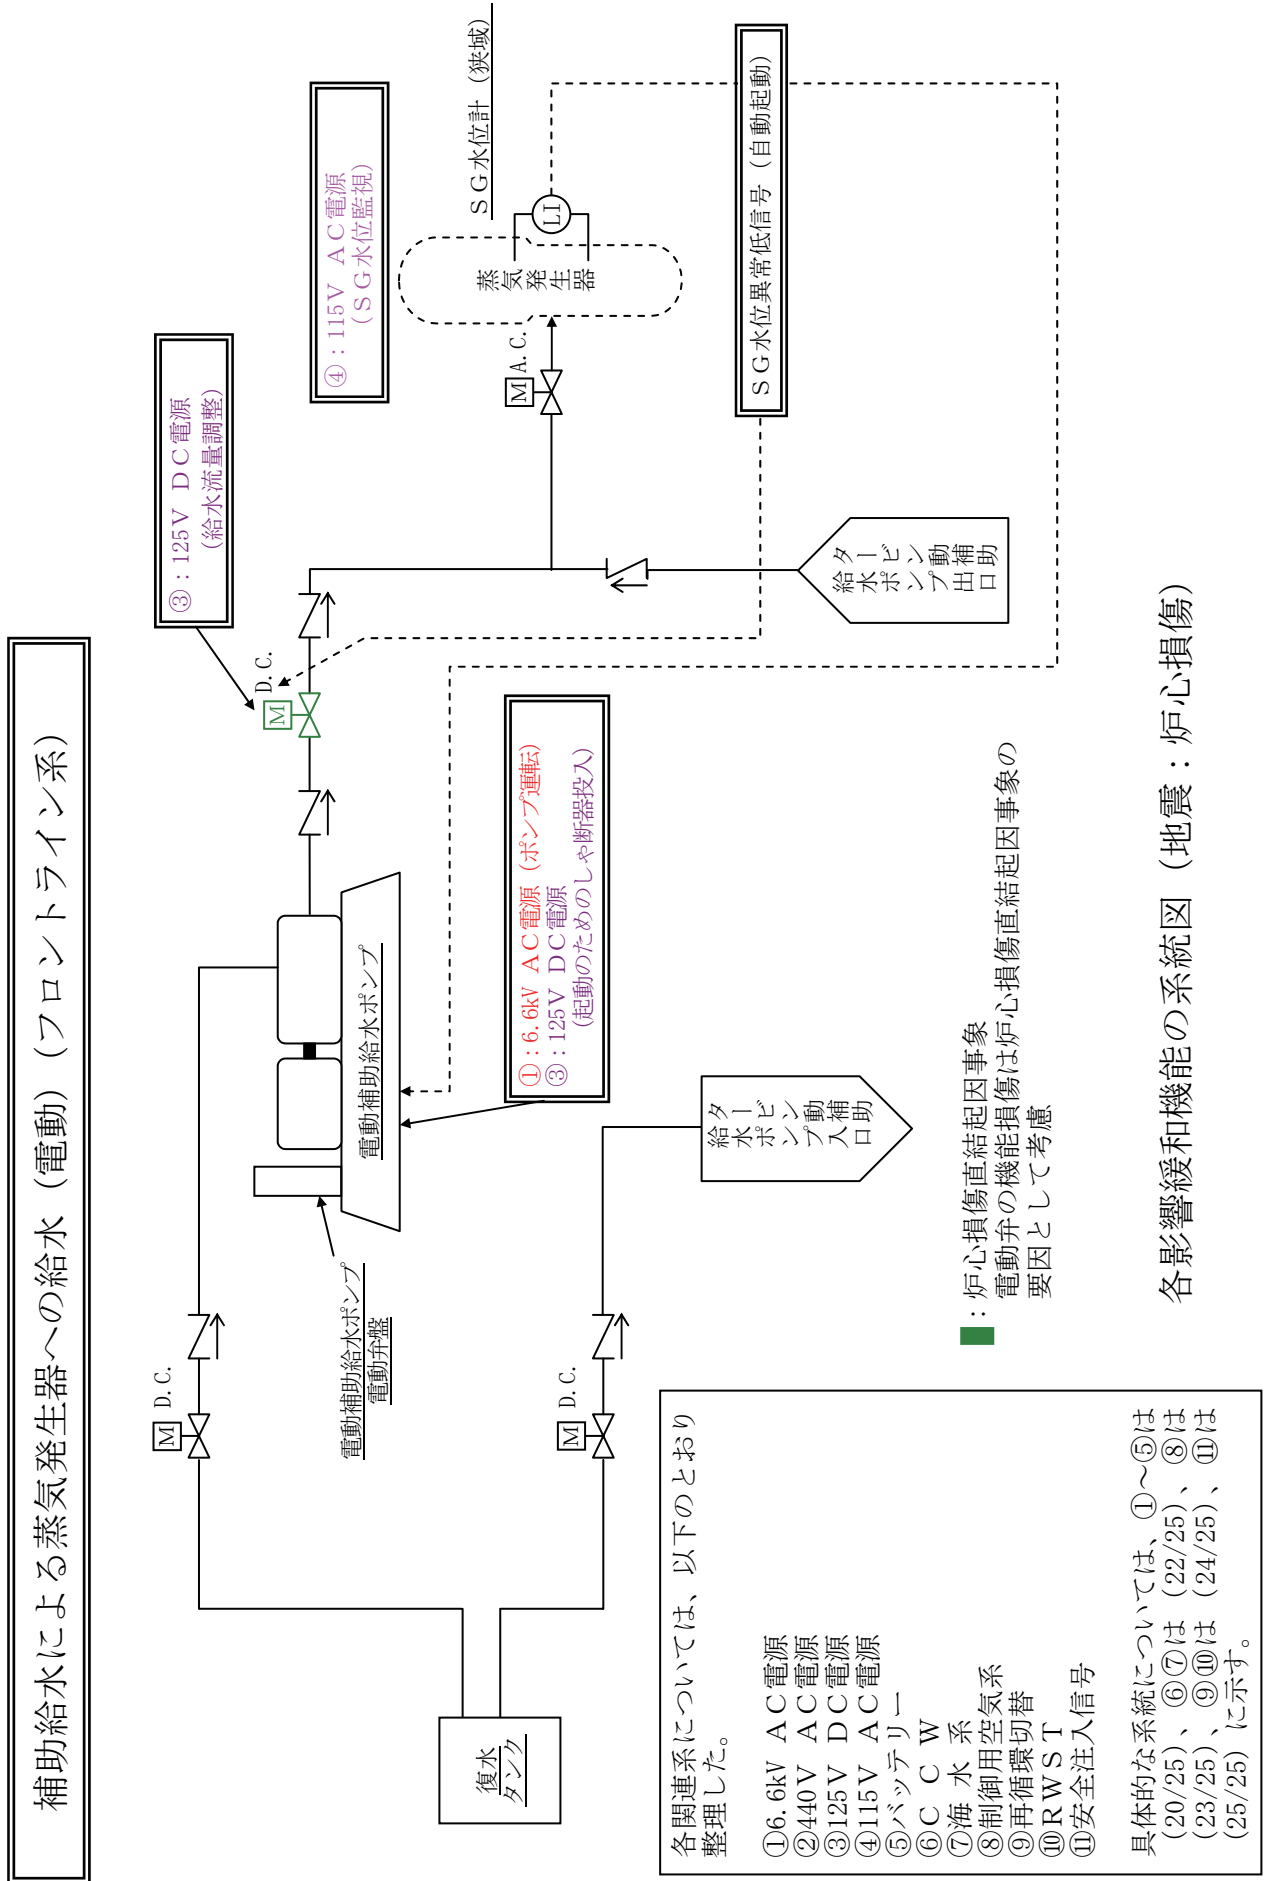 補助給水による蒸気発生器への給水（電動）（フロントライン系）
③：125V DC電源
（給水流量調整）
④：115V AC電源
（ＳＧ水位監視）
ＳＧ水位計（狭域）
LI
蒸気発生器
M
A.C.
M
D.C.
ＳＧ水位異常低信号（自動起動）
タービン動補助
給水ポンプ出口
①：6.6kV AC電源（ポンプ運転）
③：125V DC電源
（起動のためのしゃ断器投入）
電動補助給水ポンプ
電動補助給水ポンプ
電動弁盤
M
D.C.
M
D.C.
タービン動補助
給水ポンプ入口
復水
タンク
：炉心損傷直結起因事象
電動弁の機能損傷は炉心損傷直結起因事象の
要因として考慮
各関連系については、以下のとおり
整理した。
①6.6kV AC電源
②440V AC電源
③125V DC電源
④115V AC電源
⑤バッテリー
⑥ＣＣＷ
⑦海水系
⑧制御用空気系
⑨再循環切替
⑩ＲＷＳＴ
⑪安全注入信号
具体的な系統については、①～⑤は
(20/25)、⑥⑦は (22/25)、⑧は
(23/25)、⑨⑩は (24/25)、⑪は
(25/25) に示す。
各影響緩和機能の系統図（地震：炉心損傷）